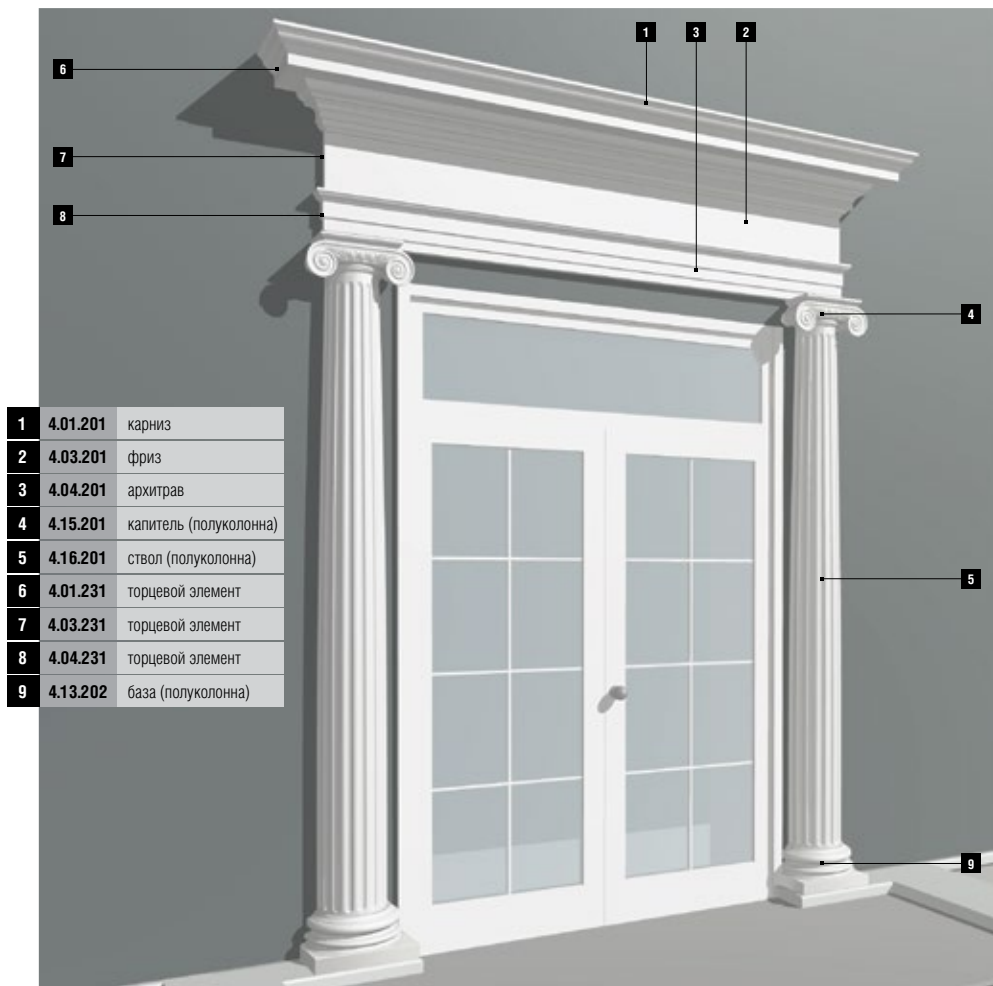 1 3 2
6
7
8
4
1 4.01.201 карниз
2 4.03.201 фриз
3 4.04.201 архитрав
4 4.15.201 капитель (полуколонна)
5 4.16.201 ствол (полуколонна)
6 4.01.231 торцевой элемент
7 4.03.231 торцевой элемент
8 4.04.231 торцевой элемент
9 4.13.202 база (полуколонна)
5
9